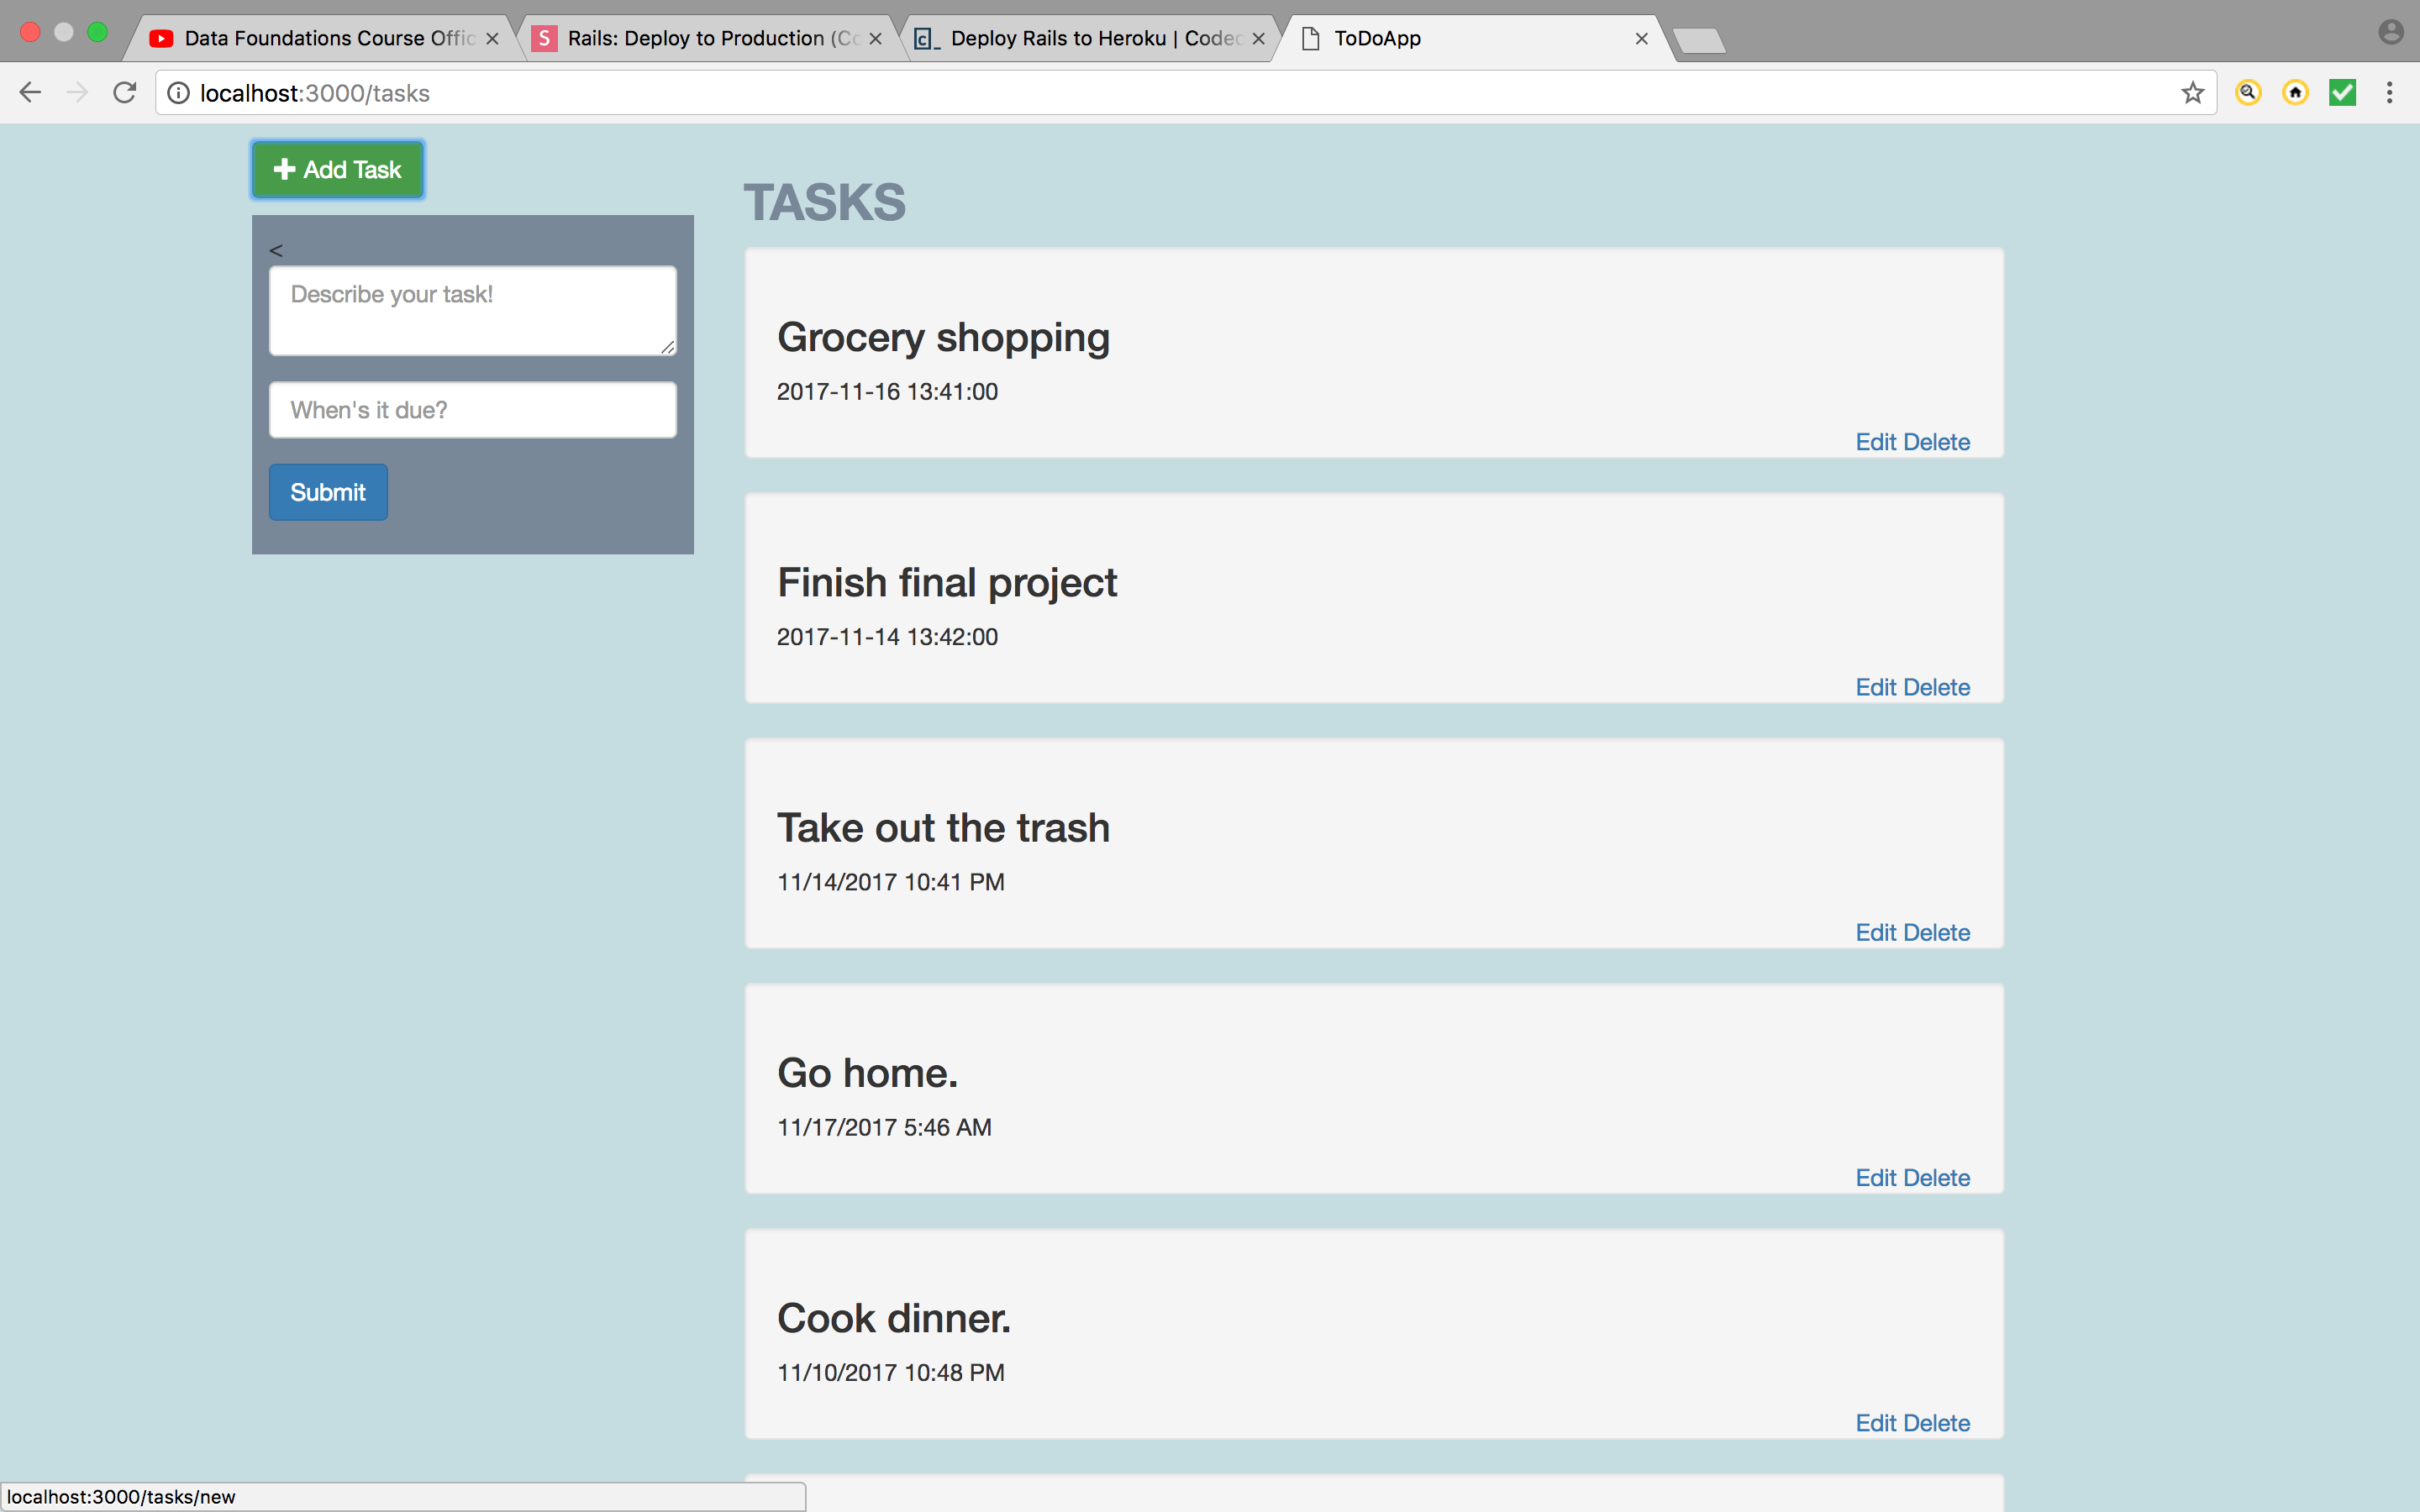 Data Foundations Course Offic
S Rails: Deploy to Production (Co
c_ Deploy Rails to Heroku | Codec
ToDoApp
localhost:3000/tasks
Add Task
<
Describe your task!
When's it due?
Submit
TASKS
Grocery shopping
2017-11-16 13:41:00
Edit Delete
Finish final project
2017-11-14 13:42:00
Edit Delete
Take out the trash
11/14/2017 10:41 PM
Edit Delete
Go home.
11/17/2017 5:46 AM
Edit Delete
Cook dinner.
11/10/2017 10:48 PM
Edit Delete
localhost:3000/tasks/new